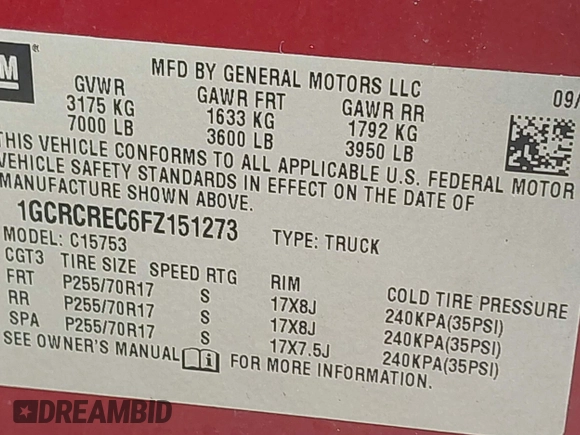 M ®
MFD BY GENERAL MOTORS LLC
09/
GVWR GAWR FRT GAWR RR
3175 KG 1633 KG 1792 KG
7000 LB 3600 LB 3950 LB
THIS VEHICLE CONFORMS TO ALL APPLICABLE U.S. FEDERAL MOTOR
VEHICLE SAFETY STANDARDS IN EFFECT ON THE DATE OF
MANUFACTURE SHOWN ABOVE.
1GCRCREC6FZ151273 TYPE: TRUCK
MODEL: C15753
CGT3 TIRE SIZE SPEED RTG RIM COLD TIRE PRESSURE
FRT P255/70R17 S 17X8J 240KPA(35PSI)
RR P255/70R17 S 17X8J 240KPA(35PSI)
SPA P255/70R17 S 17X7.5J 240KPA(35PSI)
SEE OWNER'S MANUAL i FOR MORE INFORMATION.
DREAMBID